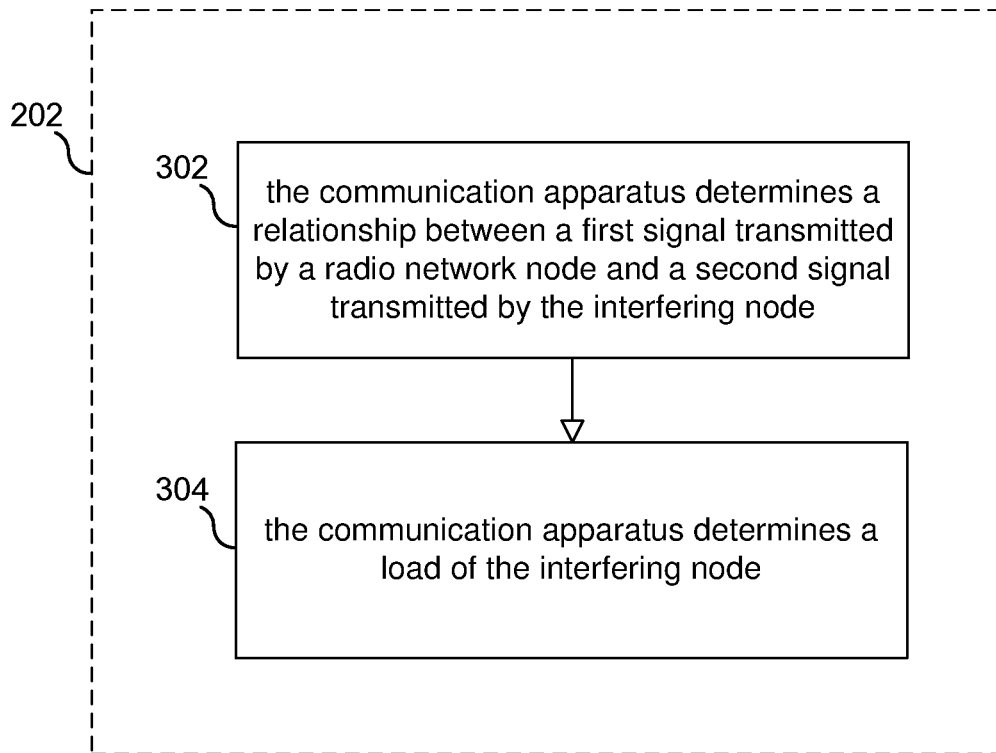 202
302
the communication apparatus determines a
relationship between a first signal transmitted
by a radio network node and a second signal
transmitted by the interfering node
304
the communication apparatus determines a
load of the interfering node